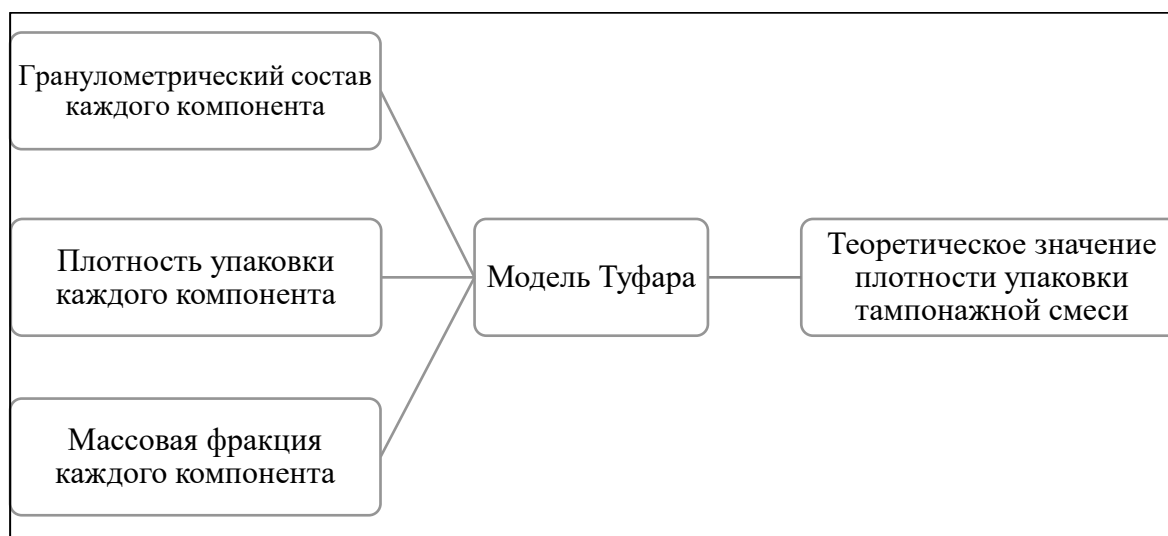 Гранулометрический состав
каждого компонента
Плотность упаковки
каждого компонента
Массовая фракция
каждого компонента
Модель Туфара
Теоретическое значение
плотности упаковки
тампонажной смеси